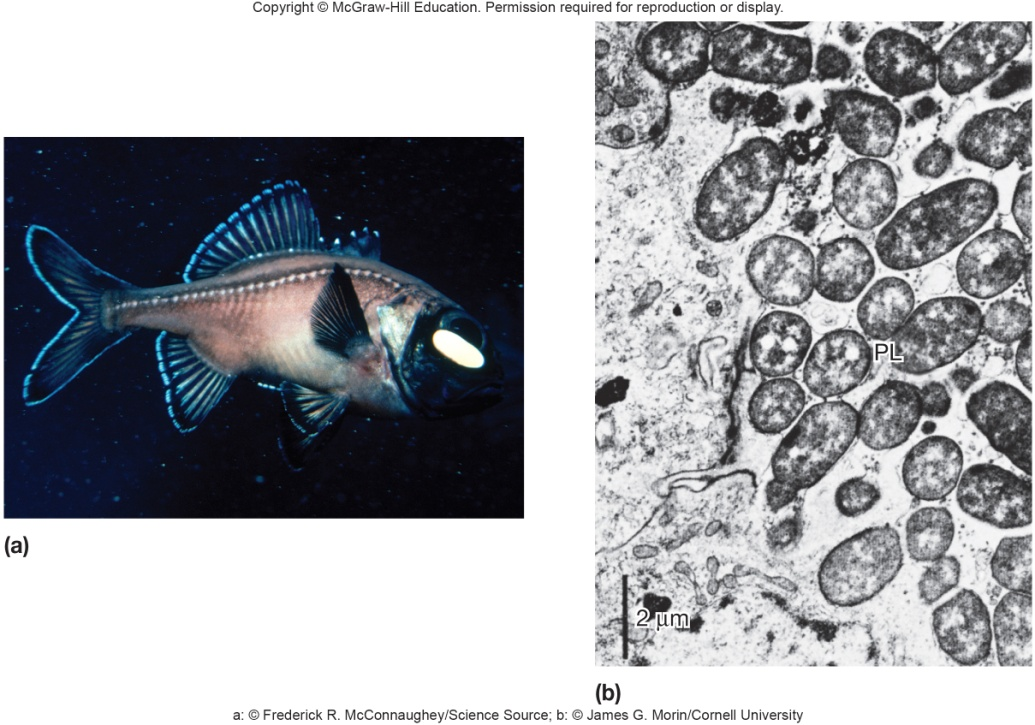 Copyright © McGraw-Hill Education. Permission required for reproduction or display.
PL
2 μm
(a)
(b)
a: © Frederick R. McConnaughey/Science Source; b: © James G. Morin/Cornell University